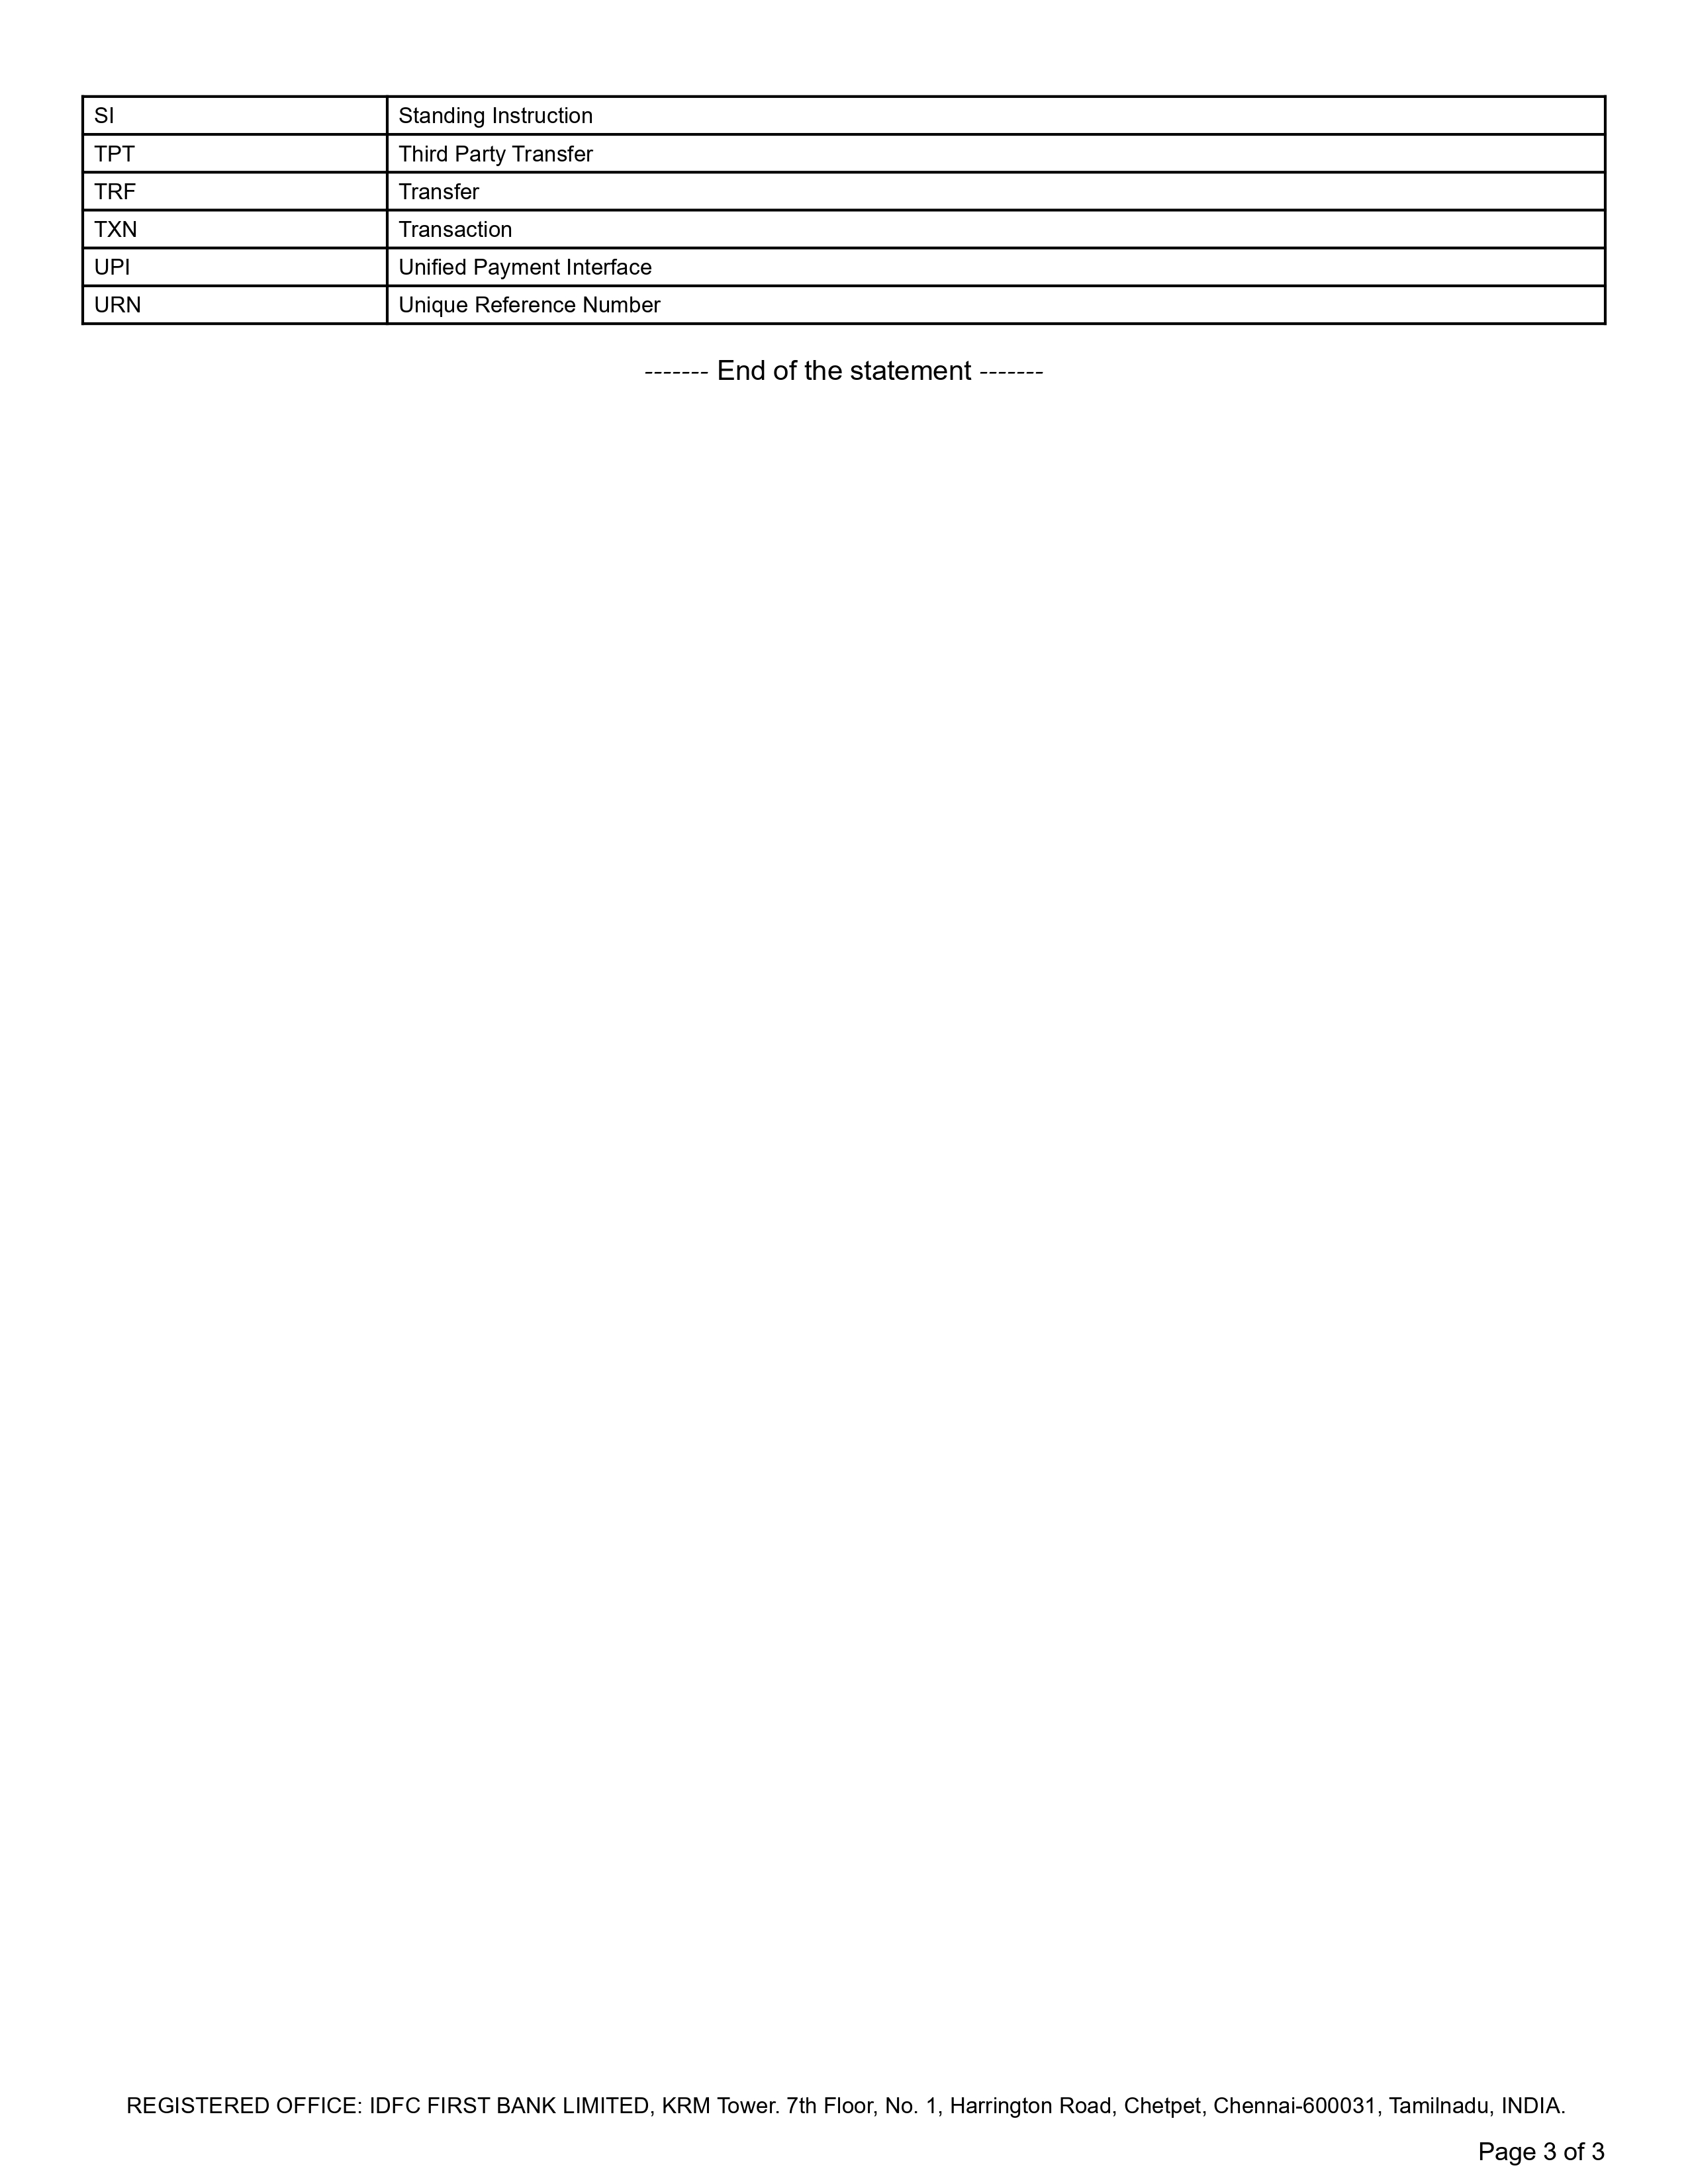 SI Standing Instruction
TPT Third Party Transfer
TRF Transfer
TXN Transaction
UPI Unified Payment Interface
URN Unique Reference Number
------- End of the statement -------
REGISTERED OFFICE: IDFC FIRST BANK LIMITED, KRM Tower. 7th Floor, No. 1, Harrington Road, Chetpet, Chennai-600031, Tamilnadu, INDIA.
Page 3 of 3